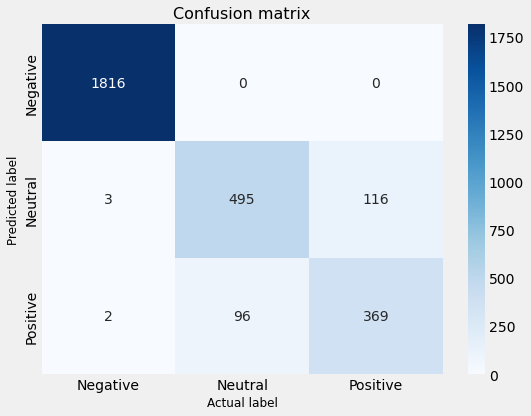 Confusion matrix
Predicted label
Negative
1816 0 0
Neutral
3 495 116
Positive
2 96 369
Negative Neutral Positive
Actual label
1750
1500
1250
1000
750
500
250
0